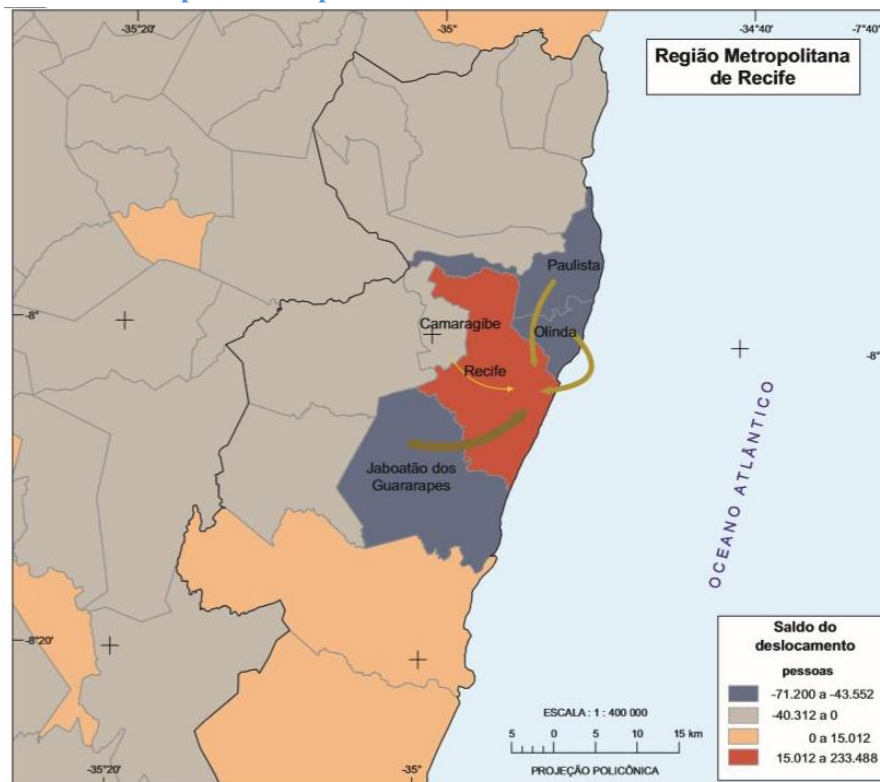 -35°20'
-35°
-34°40'
-7°40'
Região Metropolitana
de Recife
Paulista
-8°
Camaragibe
Olinda
-8°
Recife
Jaboatão dos
Guararapes
OCEANO ATLÂNTICO
-8°20'
Saldo do
deslocamento
pessoas
-71.200 a -43.552
-40.312 a 0
0 a 15.012
15.012 a 233.488
ESCALA : 1 : 400 000
5 0 5 10 15 km
PROJEÇÃO POLICÔNICA
-35°20'
-35°